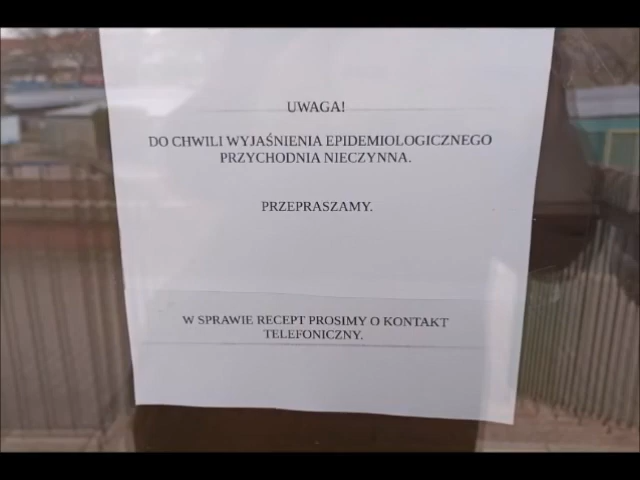 UWAGA!
DO CHWILI WYJAŚNIENIA EPIDEMIOLOGICZNEGO
PRZYCHODNIA NIECZYNNA.
PRZEPRASZAMY.
W SPRAWIE RECEPT PROSIMY O KONTAKT
TELEFONICZNY.